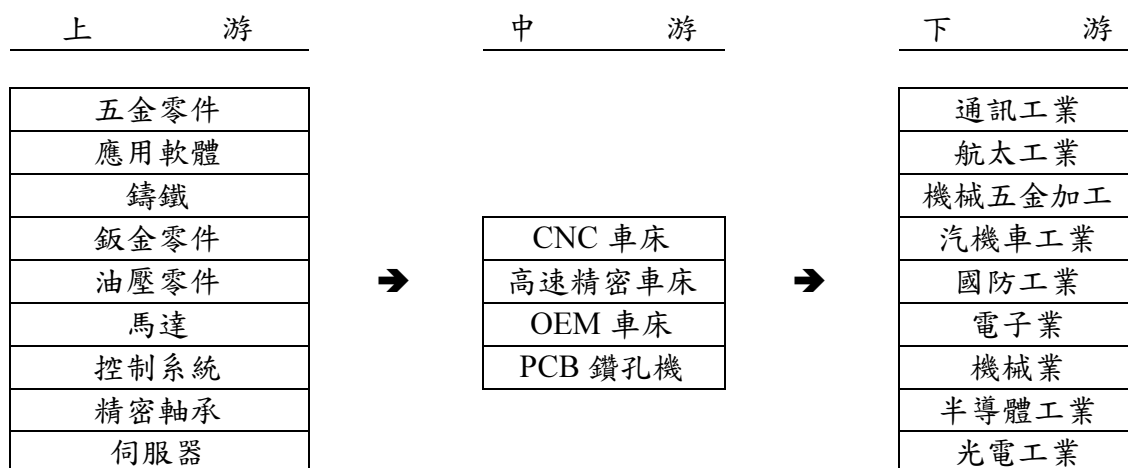 上 游
五金零件
應用軟體
鑄鐵
鈑金零件
油壓零件
馬達
控制系統
精密軸承
伺服器
中 游
CNC 車床
高速精密車床
OEM 車床
PCB 鑽孔機
下 游
通訊工業
航太工業
機械五金加工
汽機車工業
國防工業
電子業
機械業
半導體工業
光電工業